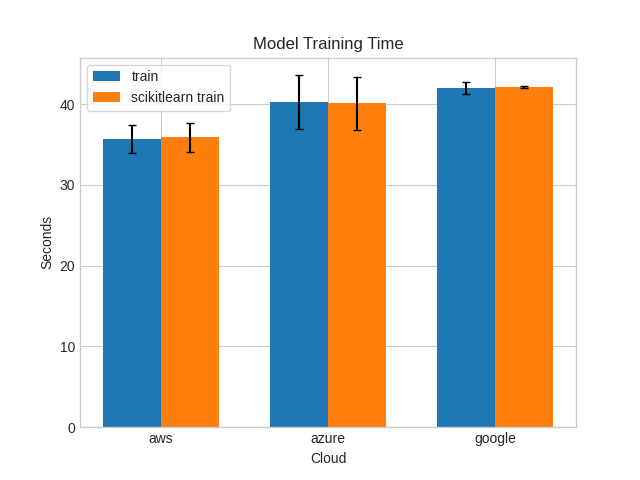 Model Training Time
train
scikitlearn train
Seconds
40
30
20
10
0
aws
azure
google
Cloud